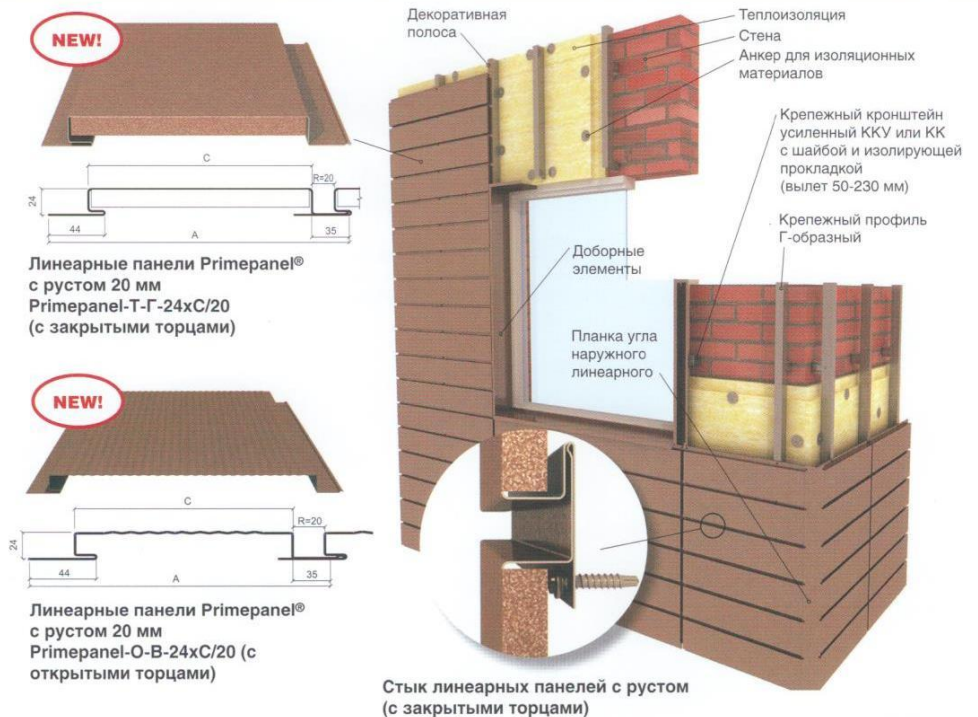 NEW!
C
R=20
24
44
A
35
Линеарные панели Primepanel®
с рустом 20 мм
Primepanel-Т-Г-24хС/20
(с закрытыми торцами)
NEW!
C
R=20
24
44
A
35
Линеарные панели Primepanel®
с рустом 20 мм
Primepanel-О-В-24хС/20 (с
открытыми торцами)
Декоративная
полоса
Теплоизоляция
Стена
Анкер для изоляционных
материалов
Крепежный кронштейн
усиленный ККУ или КК
с шайбой и изолирующей
прокладкой
(вылет 50-230 мм)
Крепежный профиль
Г-образный
Доборные
элементы
Планка угла
наружного
линеарного
Стык линеарных панелей с рустом
(с закрытыми торцами)